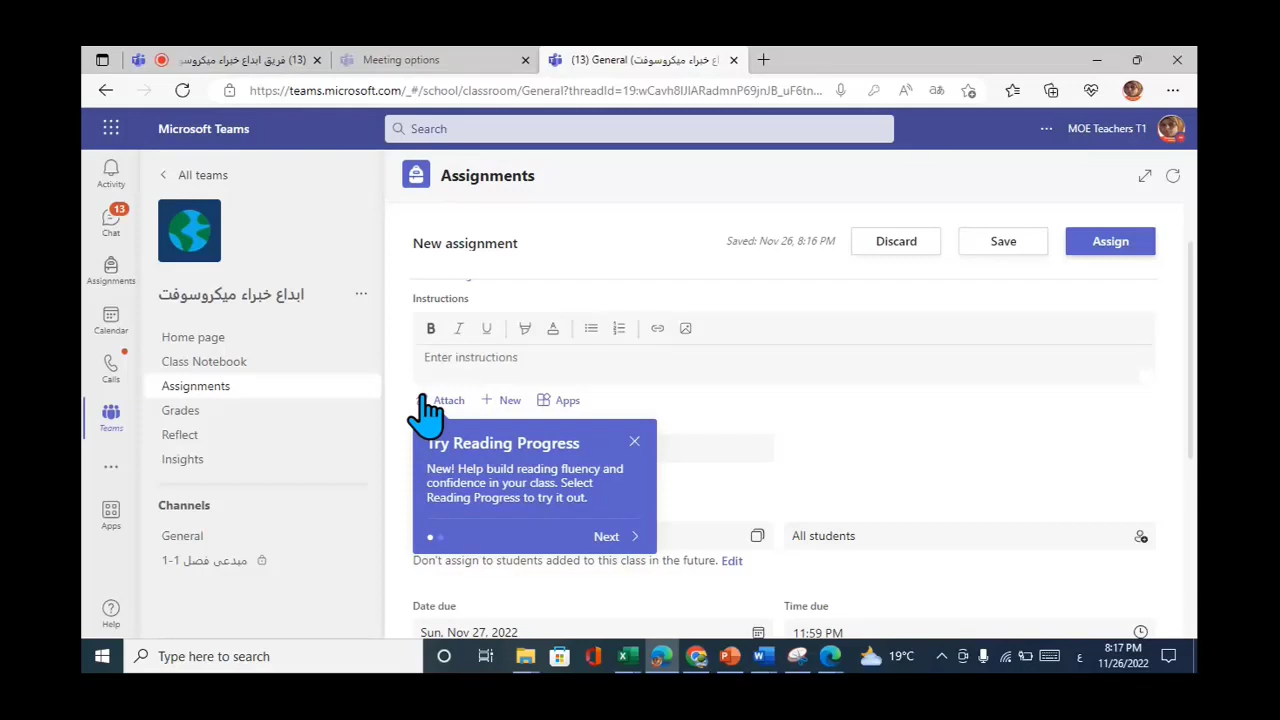 (13) فريق ابداع خبراء ميكروسوف
Meeting options
(13) General (ابداع خبراء ميكروسوفت
https://teams.microsoft.com/_#/school/classroom/General?threadId=19:wCavh8IJIARadmnP69jnJB_uF6tn...
Microsoft Teams
Search
MOE Teachers T1
Activity
All teams
Assignments
13
Chat
New assignment
Saved: Nov 26, 8:16 PM
Discard
Save
Assign
Assignments
ابداع خبراء ميكروسوفت
Instructions
Calendar
Home page
Enter instructions
Class Notebook
Calls
Assignments
Attach
New
Apps
Grades
Teams
Reflect
Try Reading Progress
New! Help build reading fluency and
confidence in your class. Select
Reading Progress to try it out.
Insights
Channels
Apps
General
Next
All students
مبدعى فصل 1-1
Don't assign to students added to this class in the future. Edit
Date due
Time due
Help
Sun, Nov 27, 2022
11:59 PM
Type here to search
19°C
ع
8:17 PM
11/26/2022